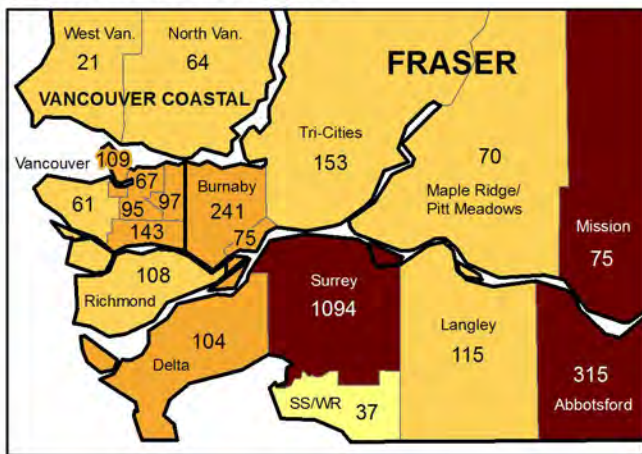 West Van.
21
North Van.
64
VANCOUVER COASTAL
FRASER
Tri-Cities
153
70
Maple Ridge/
Pitt Meadows
Mission
75
Vancouver
109
67
97
61
95
143
Burnaby
241
75
108
Richmond
104
Delta
Surrey
1094
SS/WR
37
Langley
115
315
Abbotsford